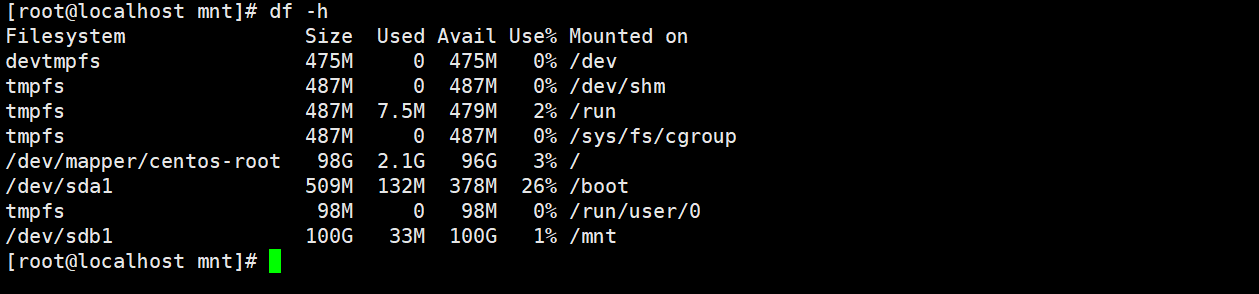 [root@localhost mnt]# df -h
Filesystem               Size  Used Avail Use% Mounted on
devtmpfs                 475M     0  475M   0% /dev
tmpfs                    487M     0  487M   0% /dev/shm
tmpfs                    487M  7.5M  479M   2% /run
tmpfs                    487M     0  487M   0% /sys/fs/cgroup
/dev/mapper/centos-root   98G  2.1G   96G   3% /
/dev/sda1                509M  132M  378M  26% /boot
tmpfs                     98M     0   98M   0% /run/user/0
/dev/sdb1                100G   33M  100G   1% /mnt
[root@localhost mnt]#